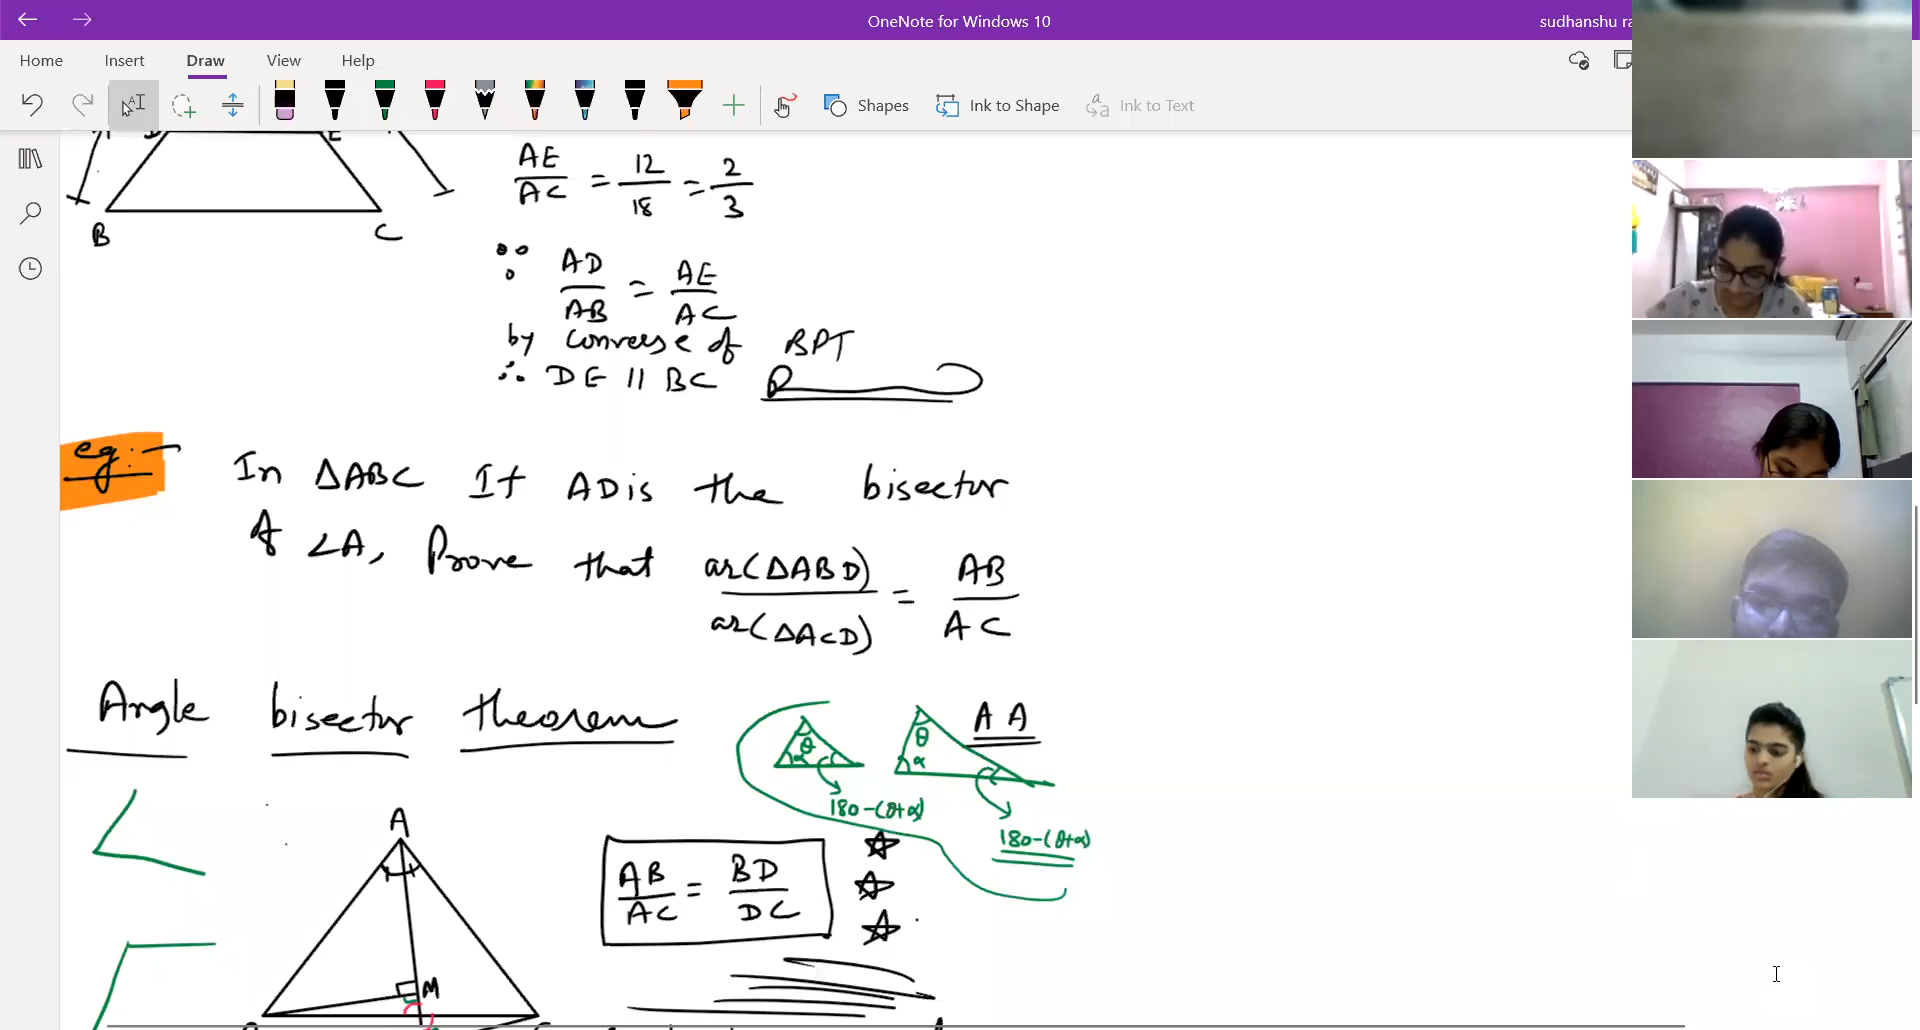 OneNote for Windows 10
sudhanshu ra
Home Insert Draw View Help
Shapes Ink to Shape Ink to Text
D E
B C
AE/AC = 12/18 = 2/3
∵ AD/AB = AE/AC
by converse of BPT
∴ DE || BC
eg:-
In ΔABC If AD is the bisector
of ∠A, Prove that ar(ΔABD)/ar(ΔACD) = AB/AC
Angle bisector theorem
θ α
180-(θ+α)
θ α
180-(θ+α)
AA
A
M
AB/AC = BD/DC